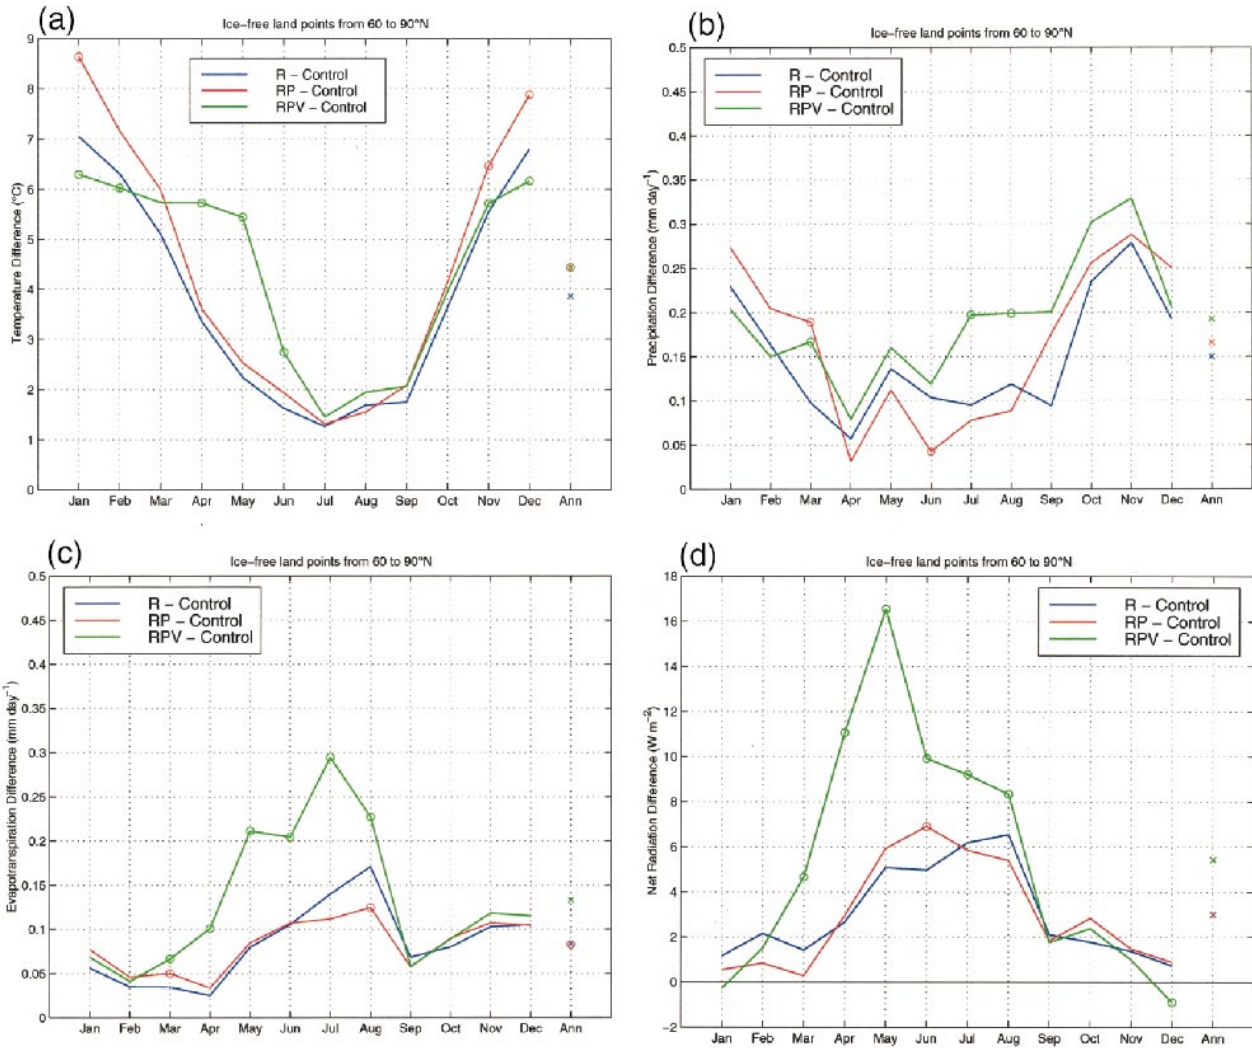 (a)
Ice-free land points from 60 to 90°N
R - Control
RP - Control
RPV - Control
Temperature Difference (°C)
9
8
7
6
5
4
3
2
1
0
Jan Feb Mar Apr May Jun Jul Aug Sep Oct Nov Dec Ann
(b)
Ice-free land points from 60 to 90°N
R - Control
RP - Control
RPV - Control
Precipitation Difference (mm day⁻¹)
0.5
0.45
0.4
0.35
0.3
0.25
0.2
0.15
0.1
0.05
0
Jan Feb Mar Apr May Jun Jul Aug Sep Oct Nov Dec Ann
(c)
Ice-free land points from 60 to 90°N
R - Control
RP - Control
RPV - Control
Evapotranspiration Difference (mm day⁻¹)
0.5
0.45
0.4
0.35
0.3
0.25
0.2
0.15
0.1
0.05
0
Jan Feb Mar Apr May Jun Jul Aug Sep Oct Nov Dec Ann
(d)
Ice-free land points from 60 to 90°N
R - Control
RP - Control
RPV - Control
Net Radiation Difference (W m⁻²)
18
16
14
12
10
8
6
4
2
0
-2
Jan Feb Mar Apr May Jun Jul Aug Sep Oct Nov Dec Ann